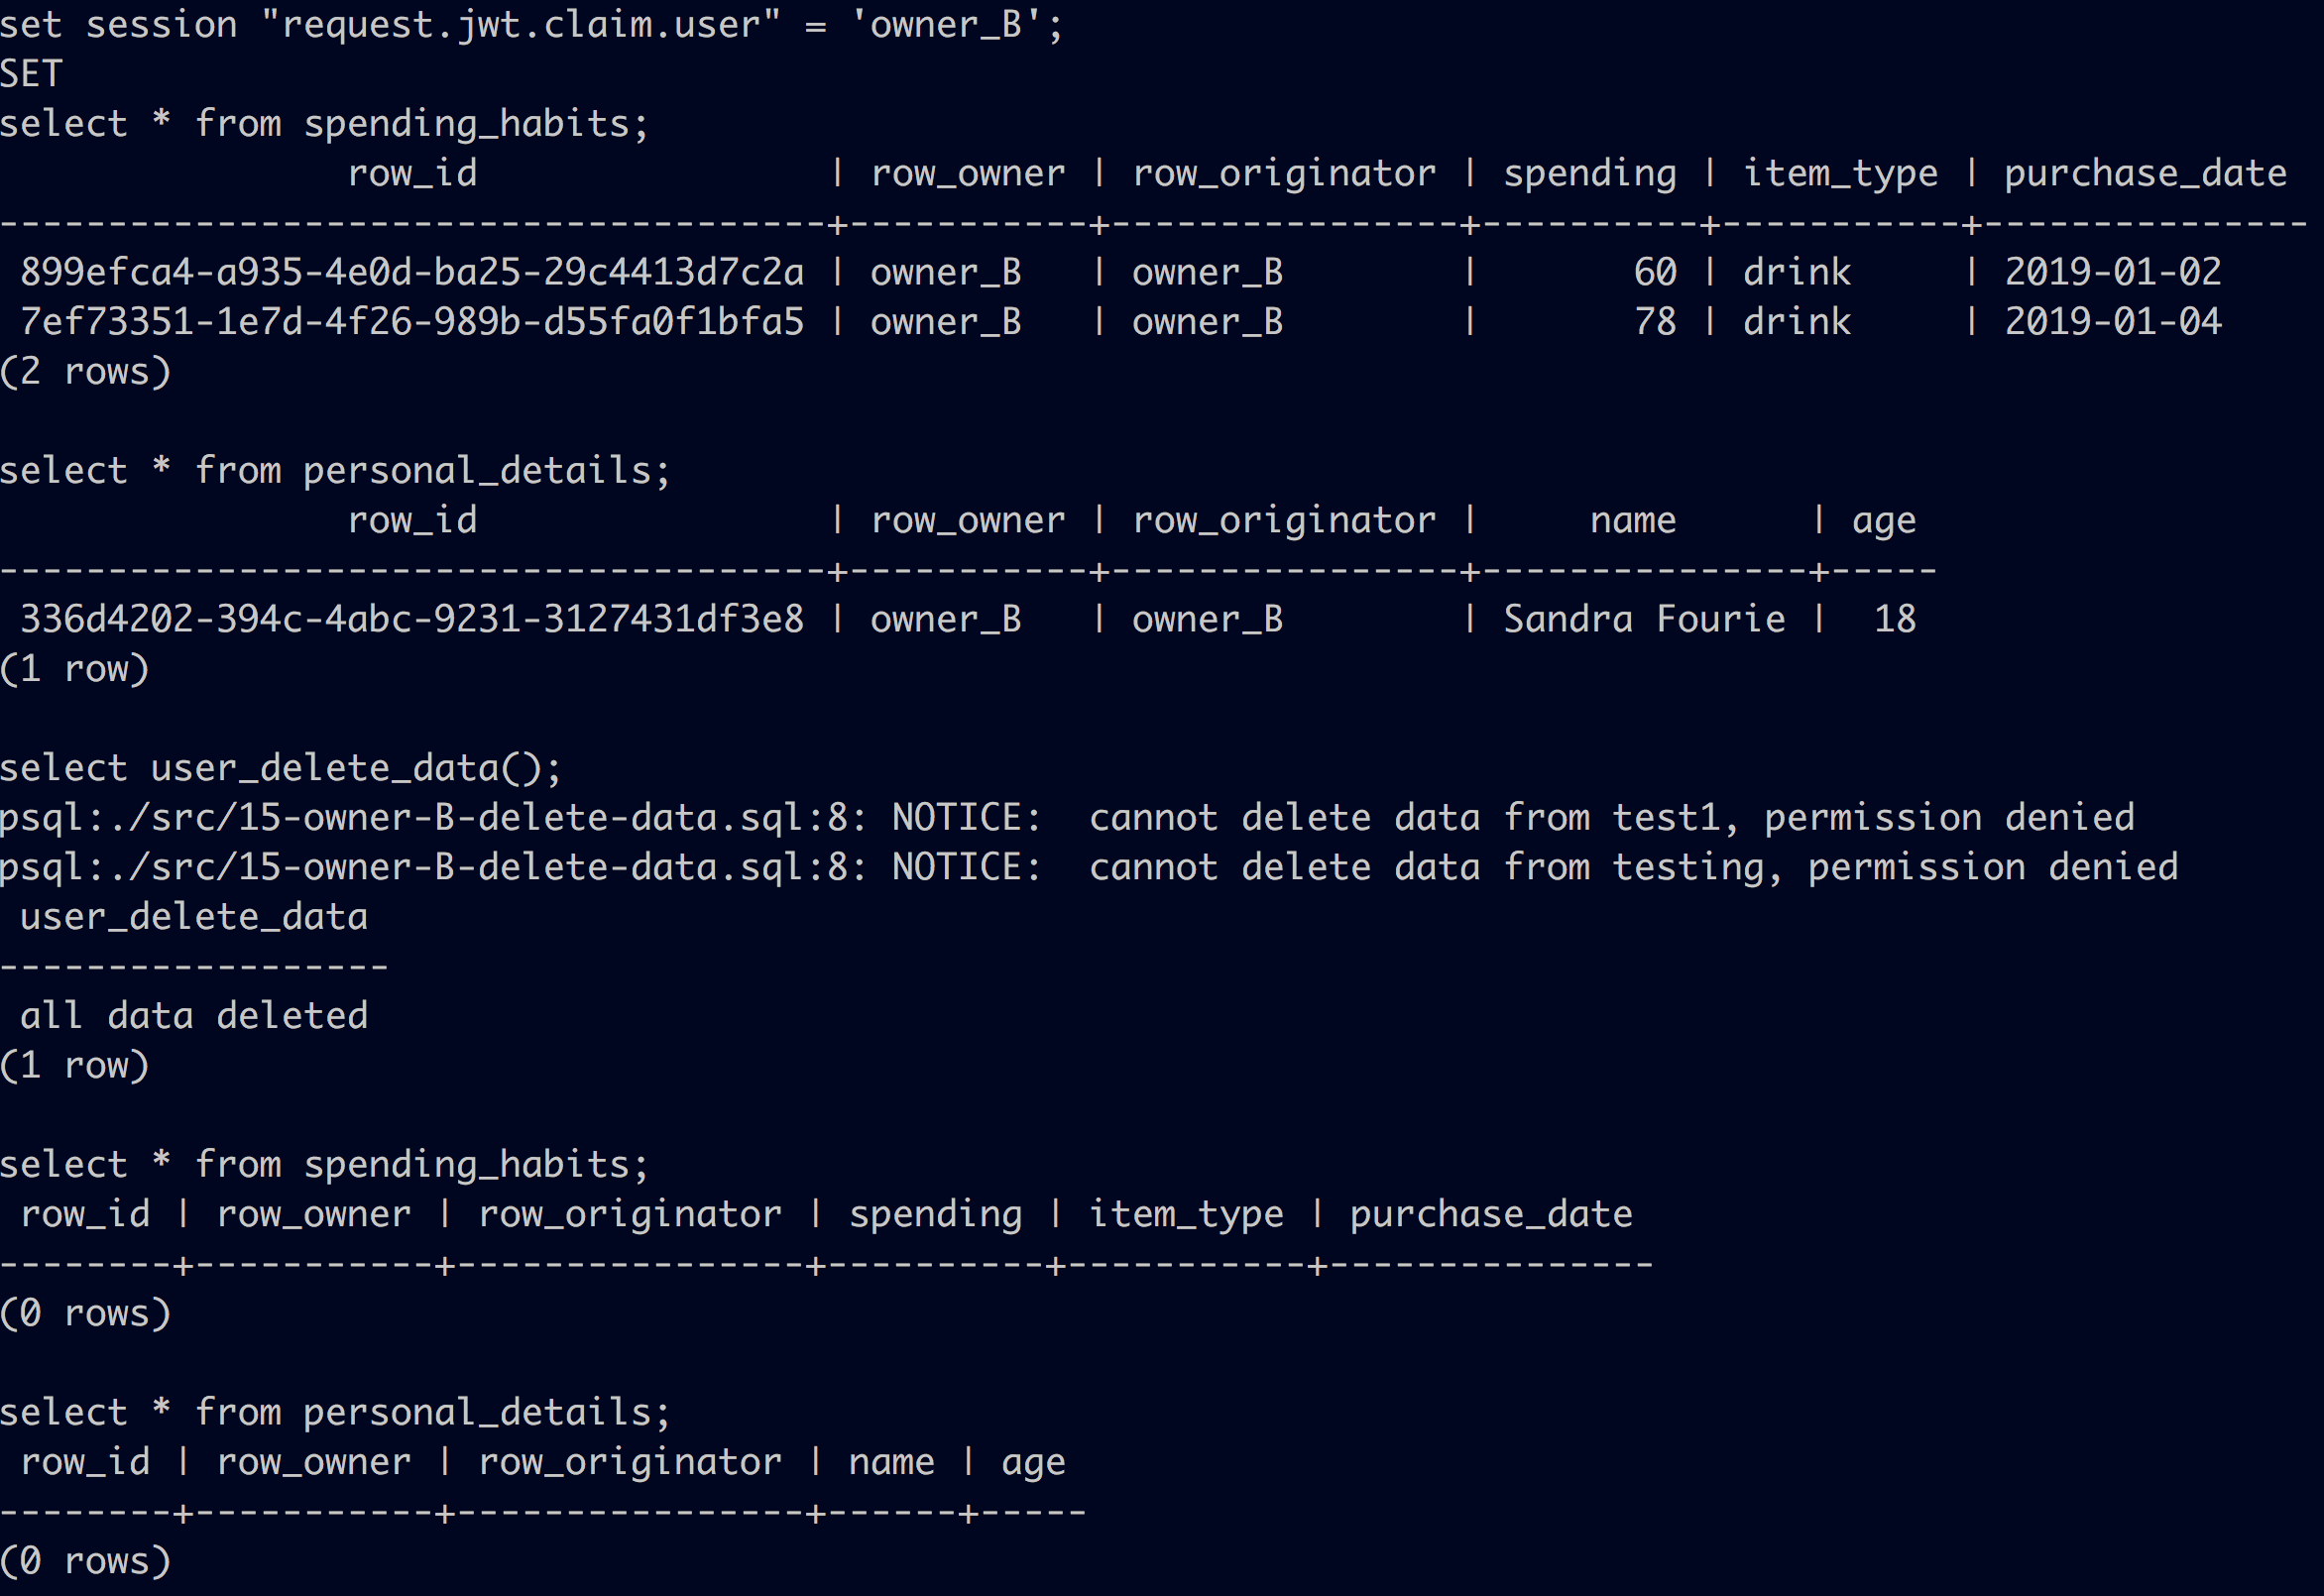 set session "request.jwt.claim.user" = 'owner_B';
SET
select * from spending_habits;
                row_id                | row_owner | row_originator | spending | item_type | purchase_date
--------------------------------------+-----------+----------------+----------+-----------+---------------
 899efca4-a935-4e0d-ba25-29c4413d7c2a | owner_B   | owner_B        |       60 | drink     | 2019-01-02
 7ef73351-1e7d-4f26-989b-d55fa0f1bfa5 | owner_B   | owner_B        |       78 | drink     | 2019-01-04
(2 rows)

select * from personal_details;
                row_id                | row_owner | row_originator |     name      | age
--------------------------------------+-----------+----------------+---------------+-----
 336d4202-394c-4abc-9231-3127431df3e8 | owner_B   | owner_B        | Sandra Fourie |  18
(1 row)

select user_delete_data();
psql:./src/15-owner-B-delete-data.sql:8: NOTICE:  cannot delete data from test1, permission denied
psql:./src/15-owner-B-delete-data.sql:8: NOTICE:  cannot delete data from testing, permission denied
 user_delete_data
------------------
 all data deleted
(1 row)

select * from spending_habits;
 row_id | row_owner | row_originator | spending | item_type | purchase_date
--------+-----------+----------------+----------+-----------+---------------
(0 rows)

select * from personal_details;
 row_id | row_owner | row_originator | name | age
--------+-----------+----------------+------+-----
(0 rows)